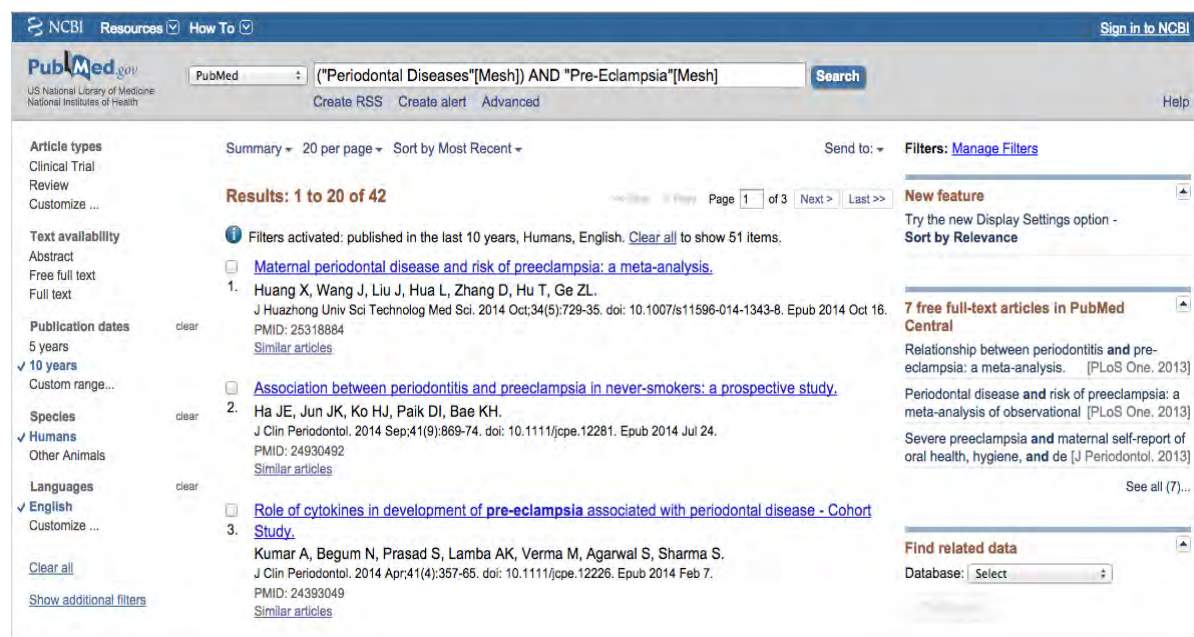 NCBI Resources How To Sign in to NCBI
PubMed.gov
US National Library of Medicine
National Institutes of Health
PubMed
("Periodontal Diseases"[Mesh]) AND "Pre-Eclampsia"[Mesh]
Search
Create RSS Create alert Advanced
Help
Article types
Clinical Trial
Review
Customize ...
Text availability
Abstract
Free full text
Full text
Publication dates clear
5 years
✓ 10 years
Custom range...
Species clear
✓ Humans
Other Animals
Languages clear
✓ English
Customize ...
Clear all
Show additional filters
Summary 20 per page Sort by Most Recent Send to:
Results: 1 to 20 of 42
Page 1 of 3 Next > Last >>
Filters activated: published in the last 10 years, Humans, English. Clear all to show 51 items.
Maternal periodontal disease and risk of preeclampsia: a meta-analysis.
1. Huang X, Wang J, Liu J, Hua L, Zhang D, Hu T, Ge ZL.
J Huazhong Univ Sci Technolog Med Sci. 2014 Oct;34(5):729-35. doi: 10.1007/s11596-014-1343-8. Epub 2014 Oct 16.
PMID: 25318884
Similar articles
Association between periodontitis and preeclampsia in never-smokers: a prospective study.
2. Ha JE, Jun JK, Ko HJ, Paik DI, Bae KH.
J Clin Periodontol. 2014 Sep;41(9):869-74. doi: 10.1111/jcpe.12281. Epub 2014 Jul 24.
PMID: 24930492
Similar articles
Role of cytokines in development of pre-eclampsia associated with periodontal disease - Cohort
3. Study.
Kumar A, Begum N, Prasad S, Lamba AK, Verma M, Agarwal S, Sharma S.
J Clin Periodontol. 2014 Apr;41(4):357-65. doi: 10.1111/jcpe.12226. Epub 2014 Feb 7.
PMID: 24393049
Similar articles
Filters: Manage Filters
New feature
Try the new Display Settings option -
Sort by Relevance
7 free full-text articles in PubMed
Central
Relationship between periodontitis and pre-
eclampsia: a meta-analysis. [PLoS One. 2013]
Periodontal disease and risk of preeclampsia: a
meta-analysis of observational [PLoS One. 2013]
Severe preeclampsia and maternal self-report of
oral health, hygiene, and de [J Periodontol. 2013]
See all (7)...
Find related data
Database: Select